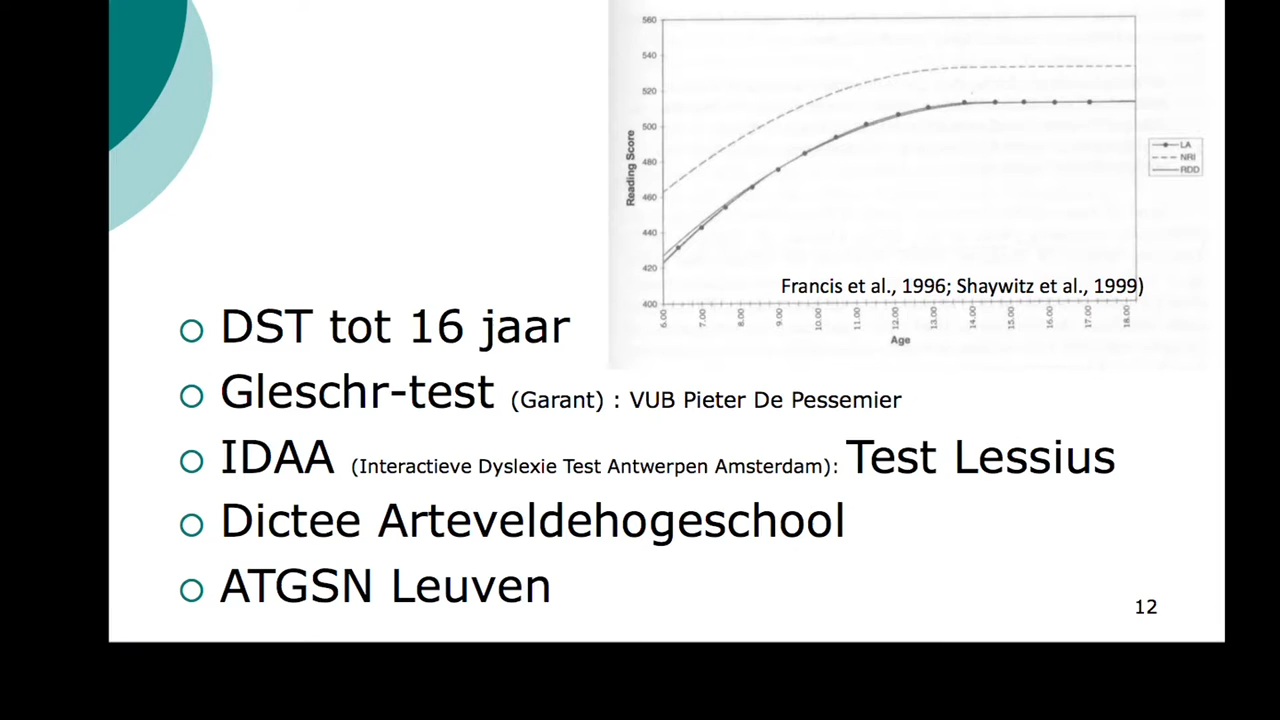 560
540
520
500
480
460
440
420
400
Reading Score
6.00
7.00
8.00
9.00
10.00
11.00
12.00
13.00
14.00
15.00
16.00
17.00
18.00
Age
LA
NRI
RDD
Francis et al., 1996; Shaywitz et al., 1999)
DST tot 16 jaar
Gleschr-test (Garant) : VUB Pieter De Pessemier
IDAA (Interactieve Dyslexie Test Antwerpen Amsterdam): Test Lessius
Dictee Arteveldehogeschool
ATGSN Leuven
12